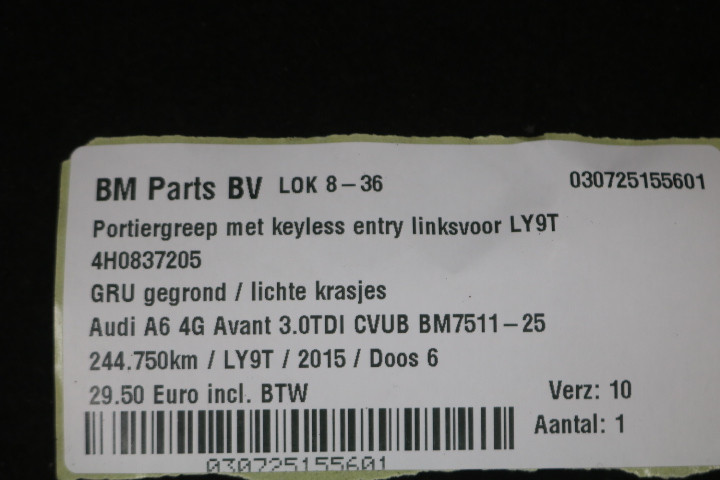 BM Parts BV LOK 8-36 030725155601
Portiergreep met keyless entry linksvoor LY9T
4H0837205
GRU gegrond / lichte krasjes
Audi A6 4G Avant 3.0TDI CVUB BM7511-25
244.750km / LY9T / 2015 / Doos 6
29.50 Euro incl. BTW Verz: 10
Aantal: 1
030725155601